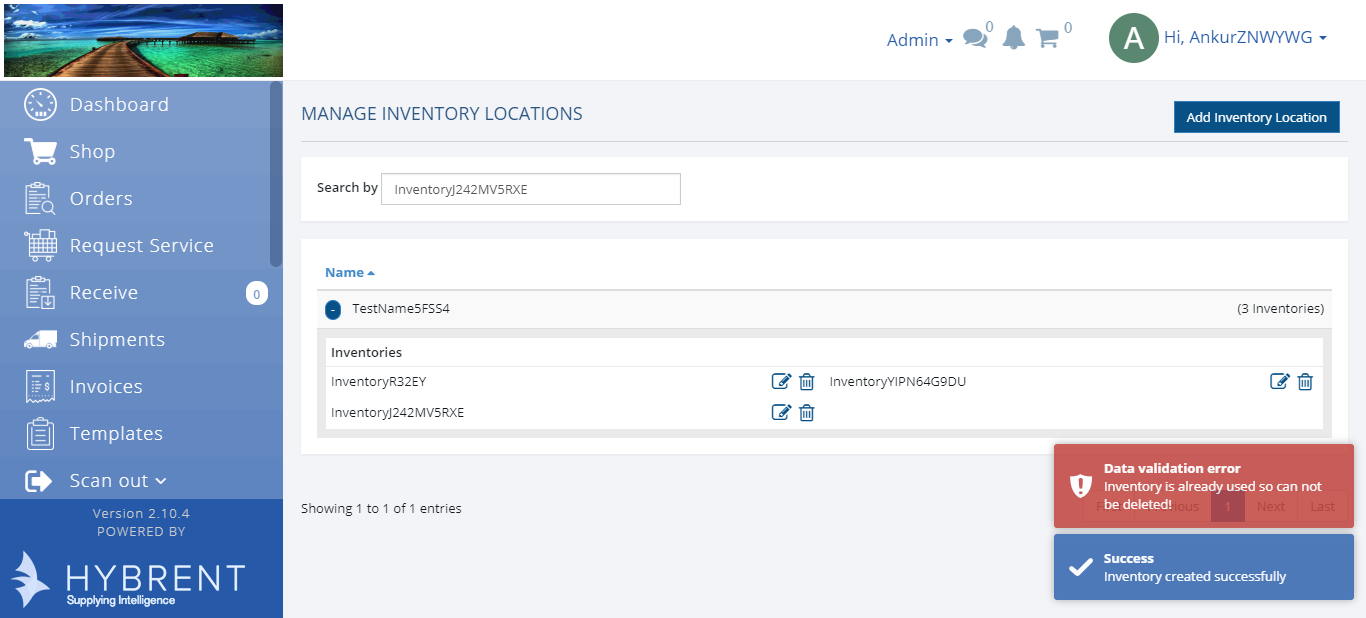 Admin
0
0
A
Hi, AnkurZNWYWG
Dashboard
Shop
Orders
Request Service
Receive
0
Shipments
Invoices
Templates
Scan out
Version 2.10.4
POWERED BY
HYBRENT
Supplying Intelligence
MANAGE INVENTORY LOCATIONS
Add Inventory Location
Search by
InventoryJ242MV5RXE
Name
-
TestName5FSS4
(3 Inventories)
Inventories
InventoryR32EY
InventoryYIPN64G9DU
InventoryJ242MV5RXE
Showing 1 to 1 of 1 entries
Data validation error
Inventory is already used so can not
be deleted!
1
Next
Last
Success
Inventory created successfully